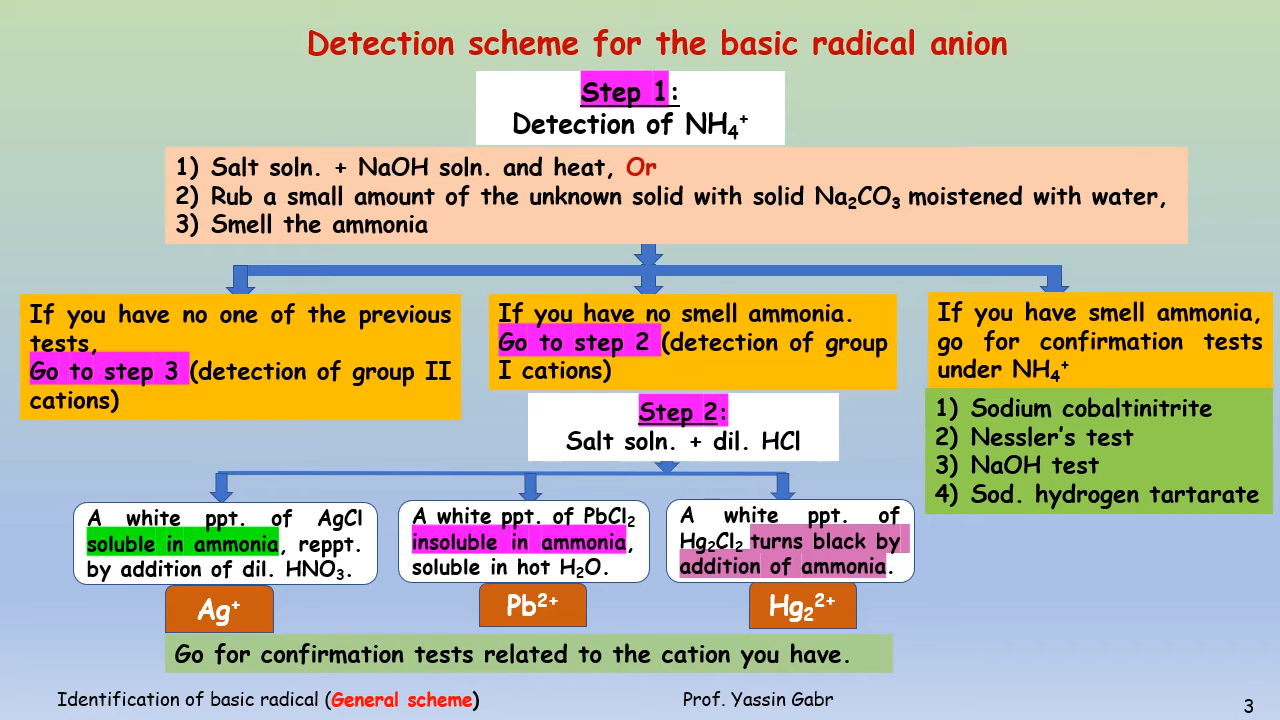 Detection scheme for the basic radical anion
Step 1:
Detection of NH₄⁺
1) Salt soln. + NaOH soln. and heat, Or
2) Rub a small amount of the unknown solid with solid Na₂CO₃ moistened with water,
3) Smell the ammonia
If you have no one of the previous
tests,
Go to step 3 (detection of group II
cations)
If you have no smell ammonia.
Go to step 2 (detection of group
I cations)
If you have smell ammonia,
go for confirmation tests
under NH₄⁺
1) Sodium cobaltinitrite
2) Nessler's test
3) NaOH test
4) Sod. hydrogen tartarate
Step 2:
Salt soln. + dil. HCl
A white ppt. of AgCl
soluble in ammonia, reppt.
by addition of dil. HNO₃.
Ag⁺
A white ppt. of PbCl₂
insoluble in ammonia,
soluble in hot H₂O.
Pb²⁺
A white ppt. of
Hg₂Cl₂ turns black by
addition of ammonia.
Hg₂²⁺
Go for confirmation tests related to the cation you have.
Identification of basic radical (General scheme)
Prof. Yassin Gabr
3